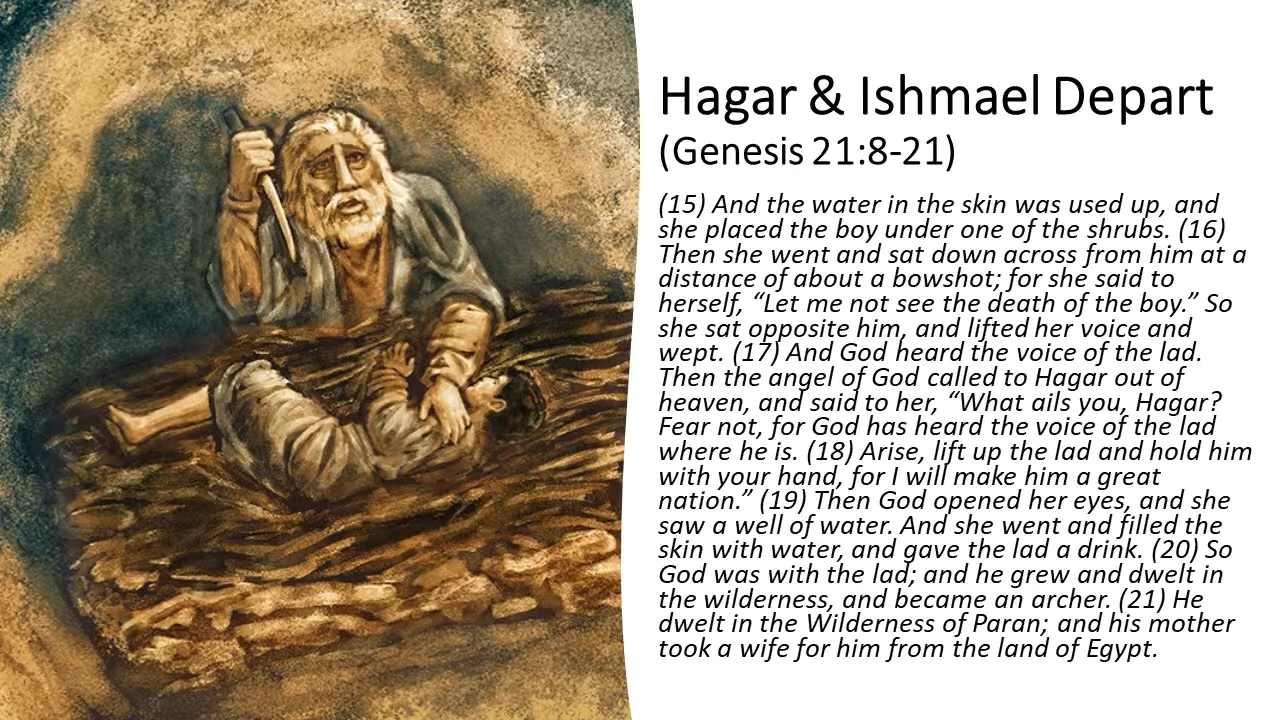 Hagar & Ishmael Depart
(Genesis 21:8-21)
(15) And the water in the skin was used up, and
she placed the boy under one of the shrubs. (16)
Then she went and sat down across from him at a
distance of about a bowshot; for she said to
herself, “Let me not see the death of the boy.” So
she sat opposite him, and lifted her voice and
wept. (17) And God heard the voice of the lad.
Then the angel of God called to Hagar out of
heaven, and said to her, “What ails you, Hagar?
Fear not, for God has heard the voice of the lad
where he is. (18) Arise, lift up the lad and hold him
with your hand, for I will make him a great
nation.” (19) Then God opened her eyes, and she
saw a well of water. And she went and filled the
skin with water, and gave the lad a drink. (20) So
God was with the lad; and he grew and dwelt in
the wilderness, and became an archer. (21) He
dwelt in the Wilderness of Paran; and his mother
took a wife for him from the land of Egypt.